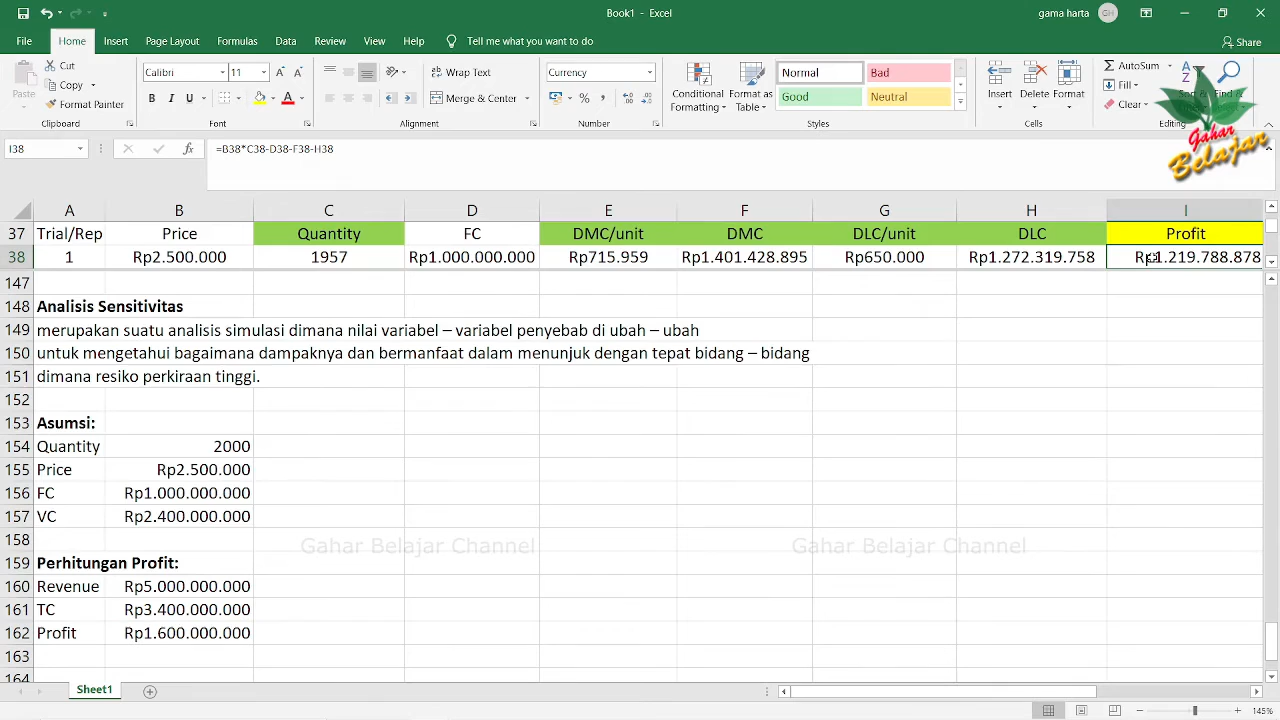 Book1 - Excel
gama harta GH
File Home Insert Page Layout Formulas Data Review View Help Tell me what you want to do Share
Cut Calibri 11 Wrap Text Currency Normal Bad AutoSum
Paste Copy Merge & Center Conditional Format as Good Neutral Insert Delete Format Fill Sort & Find &
Format Painter Formatting Table Clear
Clipboard Font Alignment Number Styles Cells Editing
Gahar
Belajar
I38 =B38*C38-D38-F38-H38
A B C D E F G H I
37 Trial/Rep Price Quantity FC DMC/unit DMC DLC/unit DLC Profit
38 1 Rp2.500.000 1957 Rp1.000.000.000 Rp715.959 Rp1.401.428.895 Rp650.000 Rp1.272.319.758 Rp1.219.788.878
147
148 Analisis Sensitivitas
149 merupakan suatu analisis simulasi dimana nilai variabel – variabel penyebab di ubah – ubah
150 untuk mengetahui bagaimana dampaknya dan bermanfaat dalam menunjuk dengan tepat bidang – bidang
151 dimana resiko perkiraan tinggi.
152
153 Asumsi:
154 Quantity 2000
155 Price Rp2.500.000
156 FC Rp1.000.000.000
157 VC Rp2.400.000.000
158
Gahar Belajar Channel Gahar Belajar Channel
159 Perhitungan Profit:
160 Revenue Rp5.000.000.000
161 TC Rp3.400.000.000
162 Profit Rp1.600.000.000
163
164
Sheet1
145%